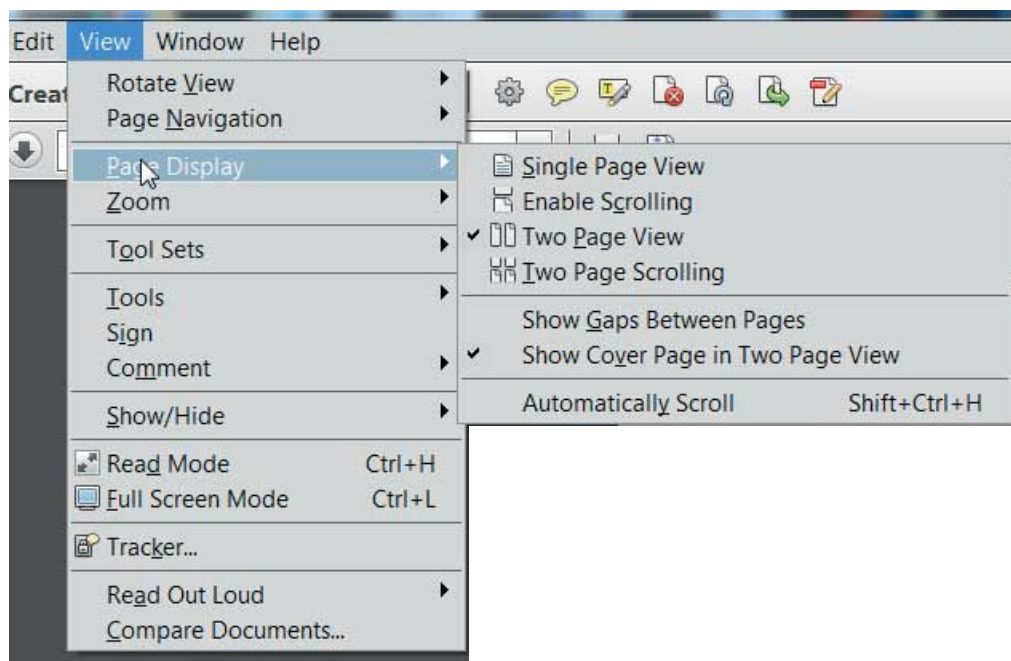 Edit View Window Help
Creat
Rotate View
Page Navigation
Page Display
Zoom
Tool Sets
Tools
Sign
Comment
Show/Hide
Read Mode Ctrl+H
Full Screen Mode Ctrl+L
Tracker...
Read Out Loud
Compare Documents...
Single Page View
Enable Scrolling
Two Page View
Two Page Scrolling
Show Gaps Between Pages
Show Cover Page in Two Page View
Automatically Scroll Shift+Ctrl+H